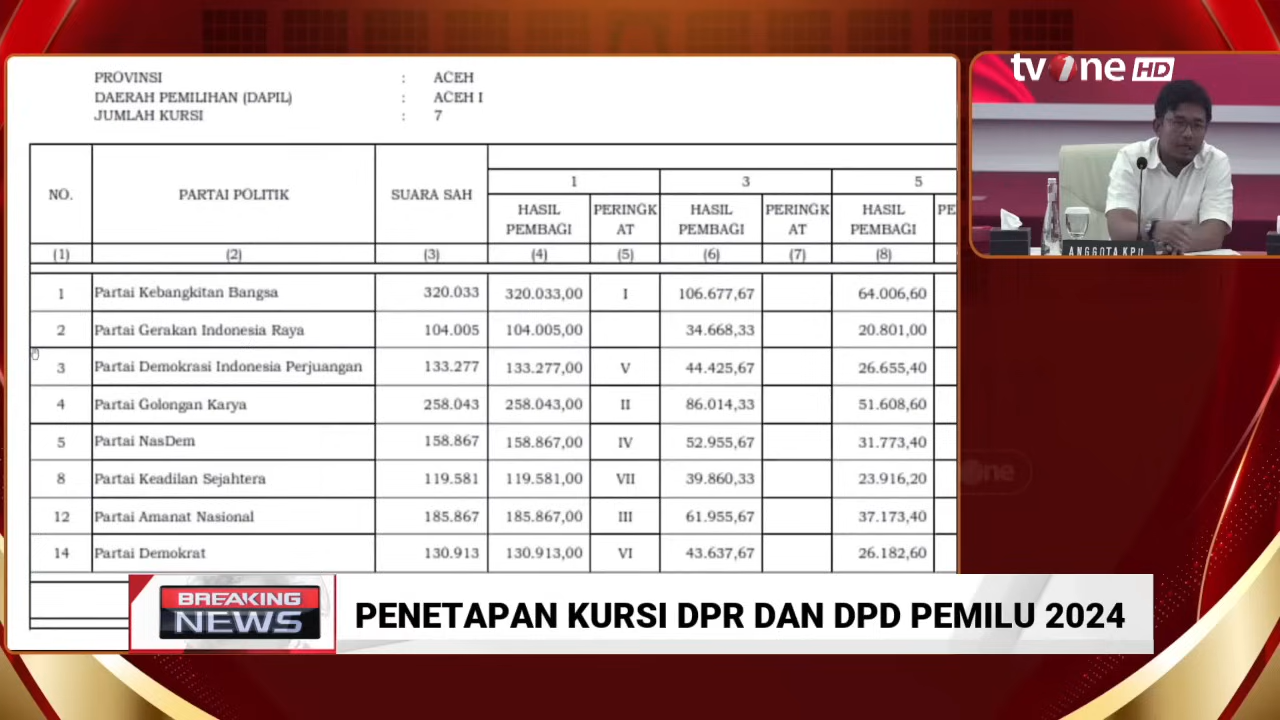 tvOne HD
PROVINSI : ACEH
DAERAH PEMILIHAN (DAPIL) : ACEH I
JUMLAH KURSI : 7
NO. PARTAI POLITIK SUARA SAH 1 3 5
HASIL PEMBAGI PERINGKAT HASIL PEMBAGI PERINGKAT HASIL PEMBAGI PE
(1) (2) (3) (4) (5) (6) (7) (8)
1 Partai Kebangkitan Bangsa 320.033 320.033,00 I 106.677,67 64.006,60
2 Partai Gerakan Indonesia Raya 104.005 104.005,00 34.668,33 20.801,00
3 Partai Demokrasi Indonesia Perjuangan 133.277 133.277,00 V 44.425,67 26.655,40
4 Partai Golongan Karya 258.043 258.043,00 II 86.014,33 51.608,60
5 Partai NasDem 158.867 158.867,00 IV 52.955,67 31.773,40
8 Partai Keadilan Sejahtera 119.581 119.581,00 VII 39.860,33 23.916,20
12 Partai Amanat Nasional 185.867 185.867,00 III 61.955,67 37.173,40
14 Partai Demokrat 130.913 130.913,00 VI 43.637,67 26.182,60
ANGGOTA KPU
BREAKING
NEWS
PENETAPAN KURSI DPR DAN DPD PEMILU 2024